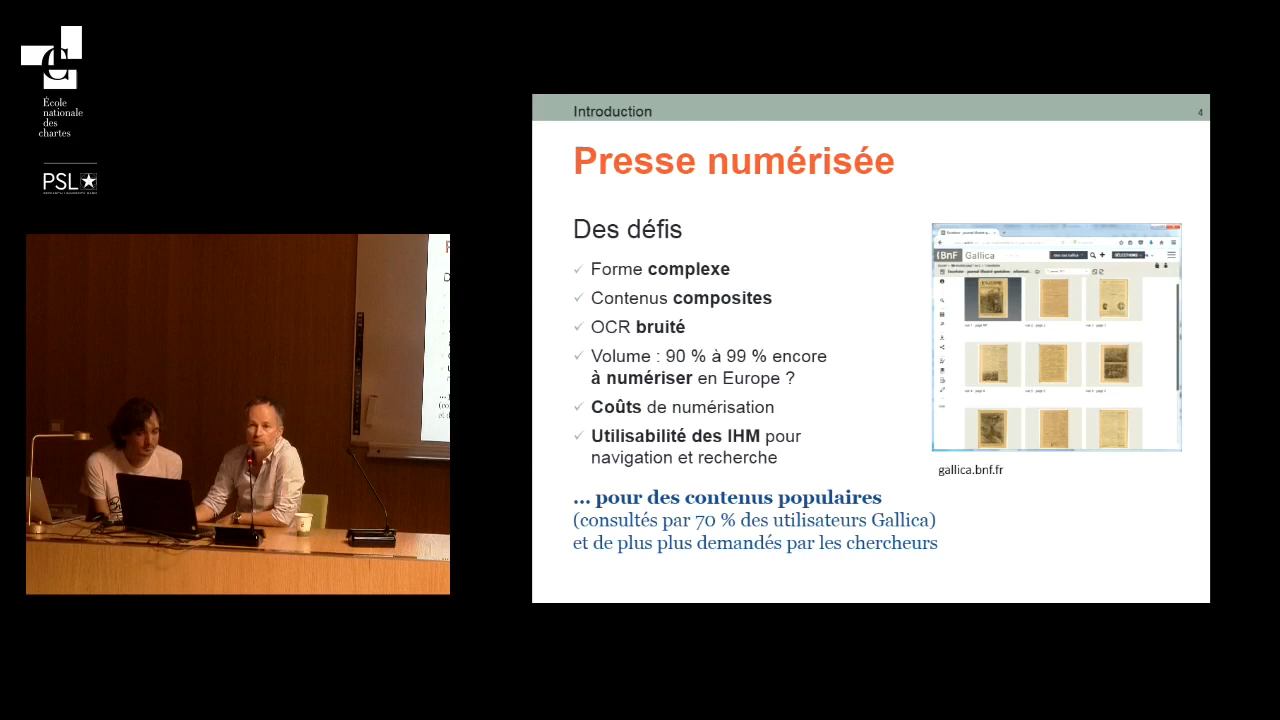 École
nationale
des
chartes
PSL
Introduction
4
Presse numérisée
Des défis
✓ Forme complexe
✓ Contenus composites
✓ OCR bruité
✓ Volume : 90 % à 99 % encore
à numériser en Europe ?
✓ Coûts de numérisation
✓ Utilisabilité des IHM pour
navigation et recherche
... pour des contenus populaires
(consultés par 70 % des utilisateurs Gallica)
et de plus plus demandés par les chercheurs
BnF Gallica
gallica.bnf.fr